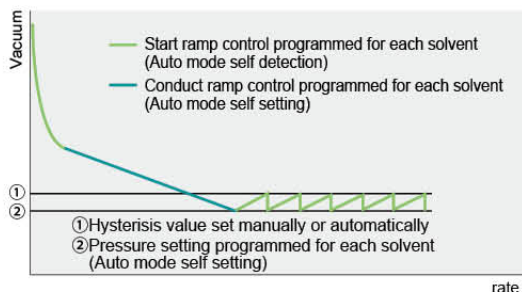 Vacuum
Start ramp control programmed for each solvent
(Auto mode self detection)
Conduct ramp control programmed for each solvent
(Auto mode self setting)
①
②
①Hysterisis value set manually or automatically
②Pressure setting programmed for each solvent
(Auto mode self setting)
rate